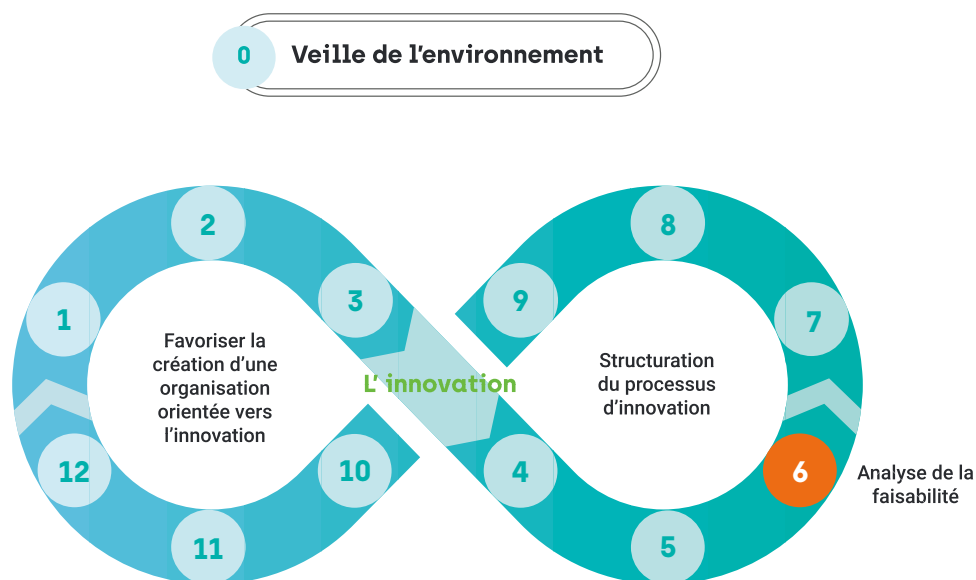 0 Veille de l'environnement
2
8
3
9
1
7
Favoriser la
création d'une
organisation
orientée vers
l'innovation
L' innovation
Structuration
du processus
d'innovation
12
10
4
6
Analyse de la
faisabilité
11
5